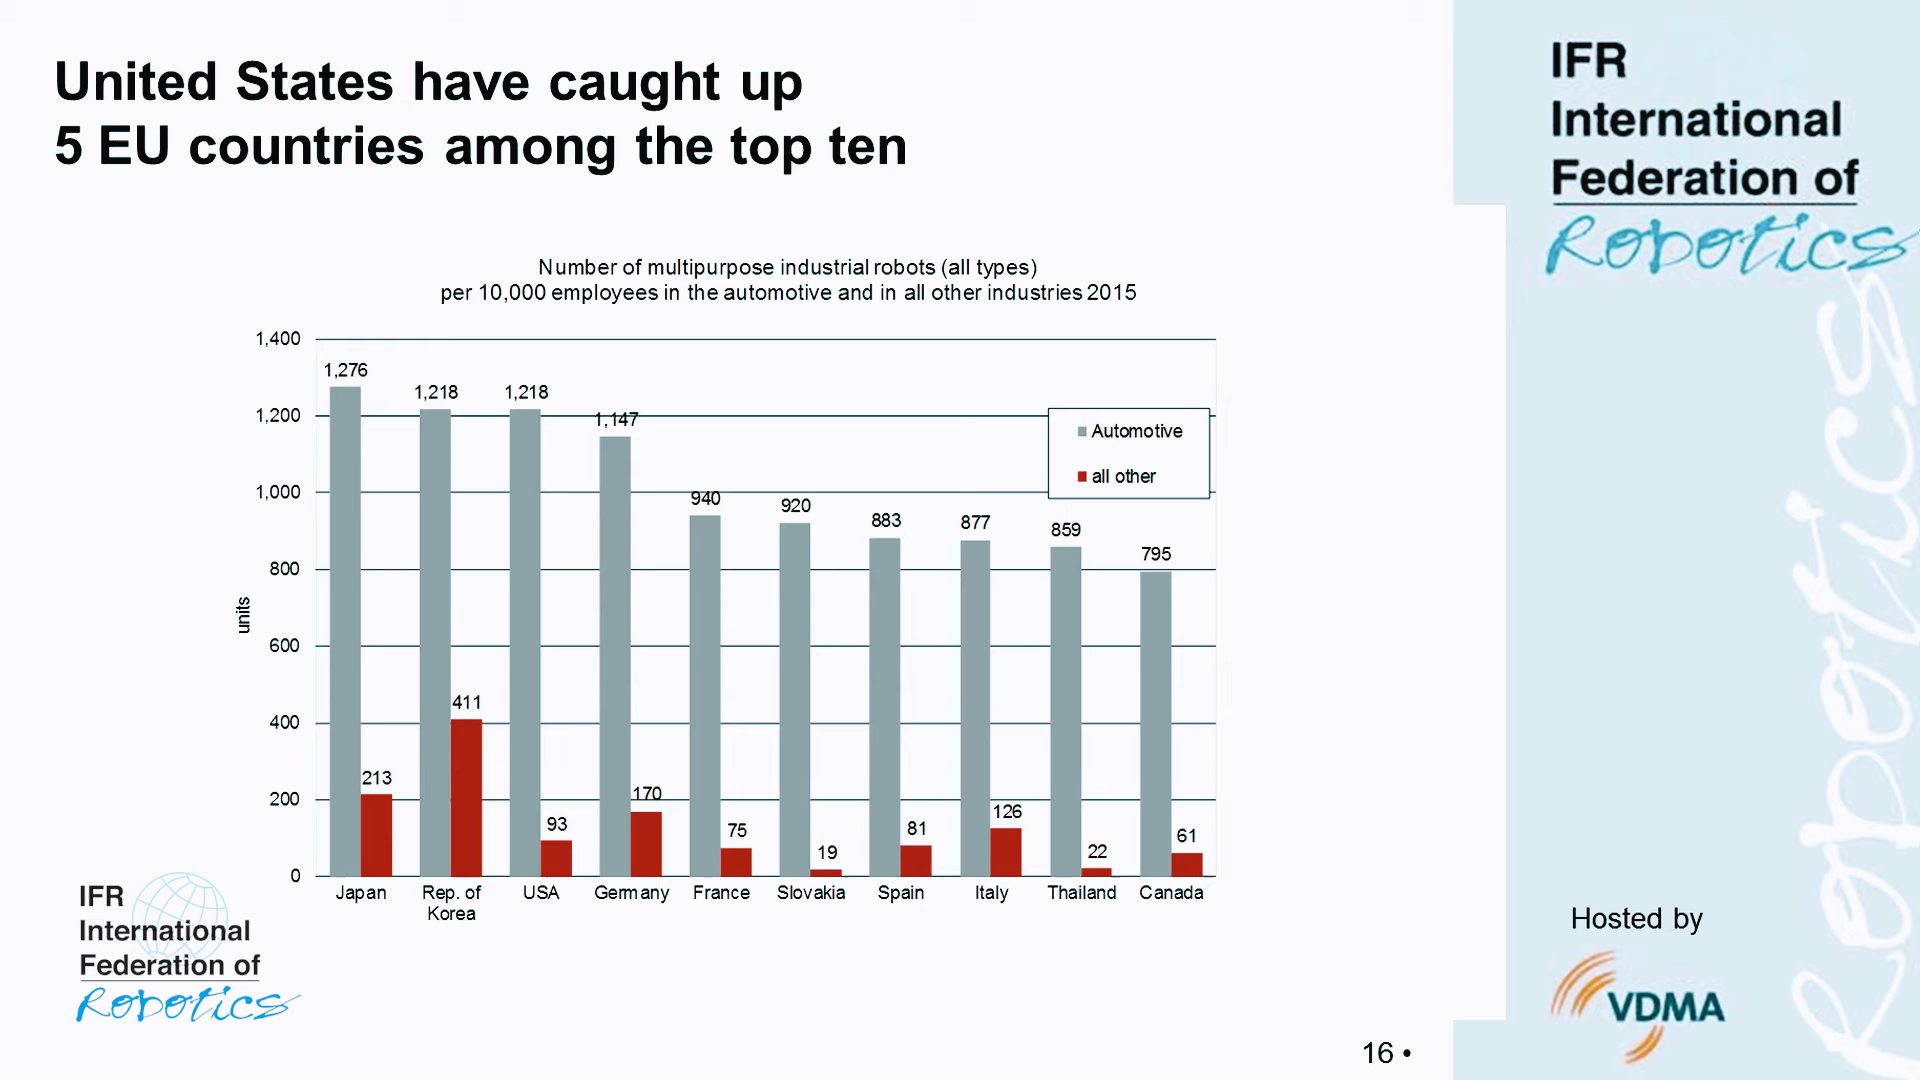 United States have caught up
5 EU countries among the top ten
IFR
International
Federation of
Robotics
Number of multipurpose industrial robots (all types)
per 10,000 employees in the automotive and in all other industries 2015
units
1,400
1,200
1,000
800
600
400
200
0
1,276
1,218
1,218
1,147
940
920
883
877
859
795
213
411
93
170
75
19
81
126
22
61
Automotive
all other
Japan
Rep. of
Korea
USA
Germany
France
Slovakia
Spain
Italy
Thailand
Canada
IFR
International
Federation of
Robotics
Robotics
Hosted by
VDMA
16 •